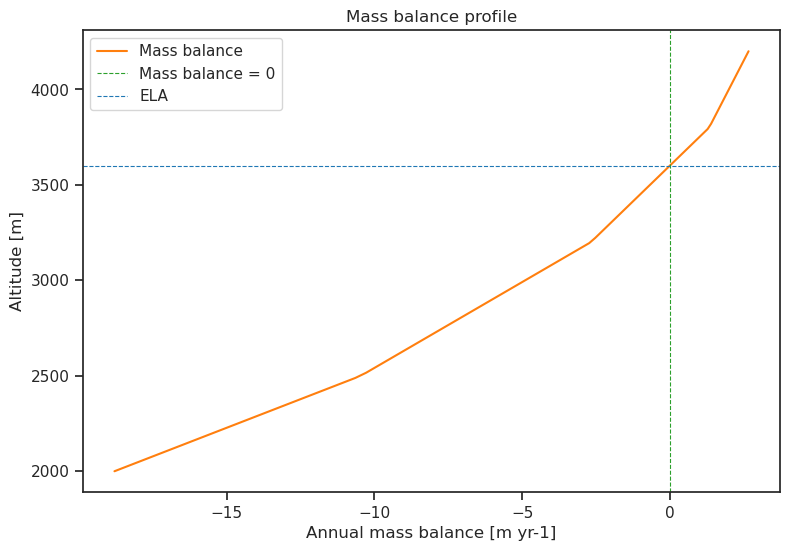 Mass balance profile
Mass balance
Mass balance = 0
ELA
4000
3500
3000
2500
2000
Altitude [m]
−15
−10
−5
0
Annual mass balance [m yr-1]